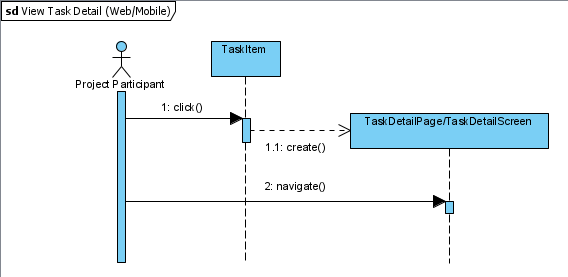 sd View Task Detail (Web/Mobile)
TaskItem
Project Participant
1: click()
TaskDetailPage/TaskDetailScreen
1.1: create()
2: navigate()